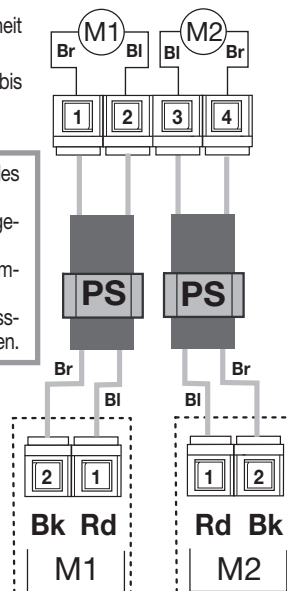 heit
M1 M2
Br Bl Bl Br
bis
1 2 3 4
les
ge-
m-
ss-
en.
PS PS
Br Br
Bl Bl
2 1 1 2
Bk Rd Rd Bk
M1 M2